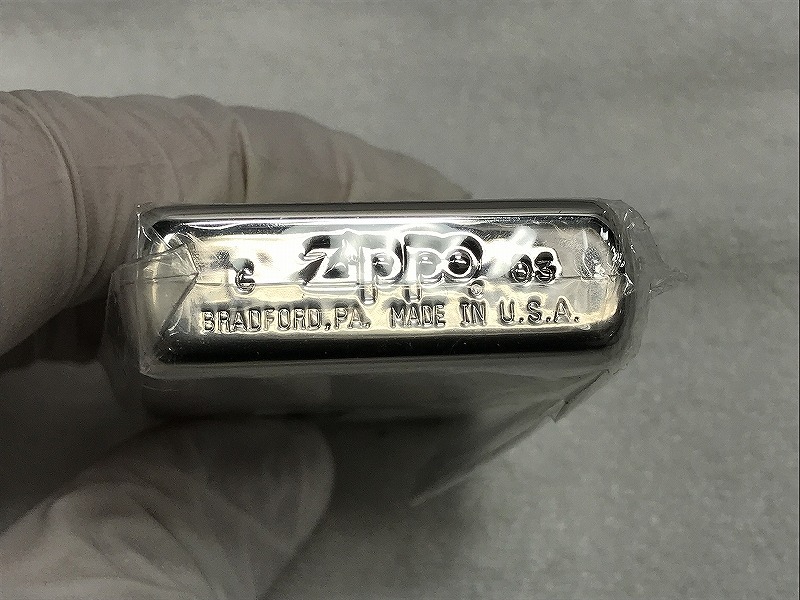 C Zippo 03
BRADFORD, PA. MADE IN U.S.A.